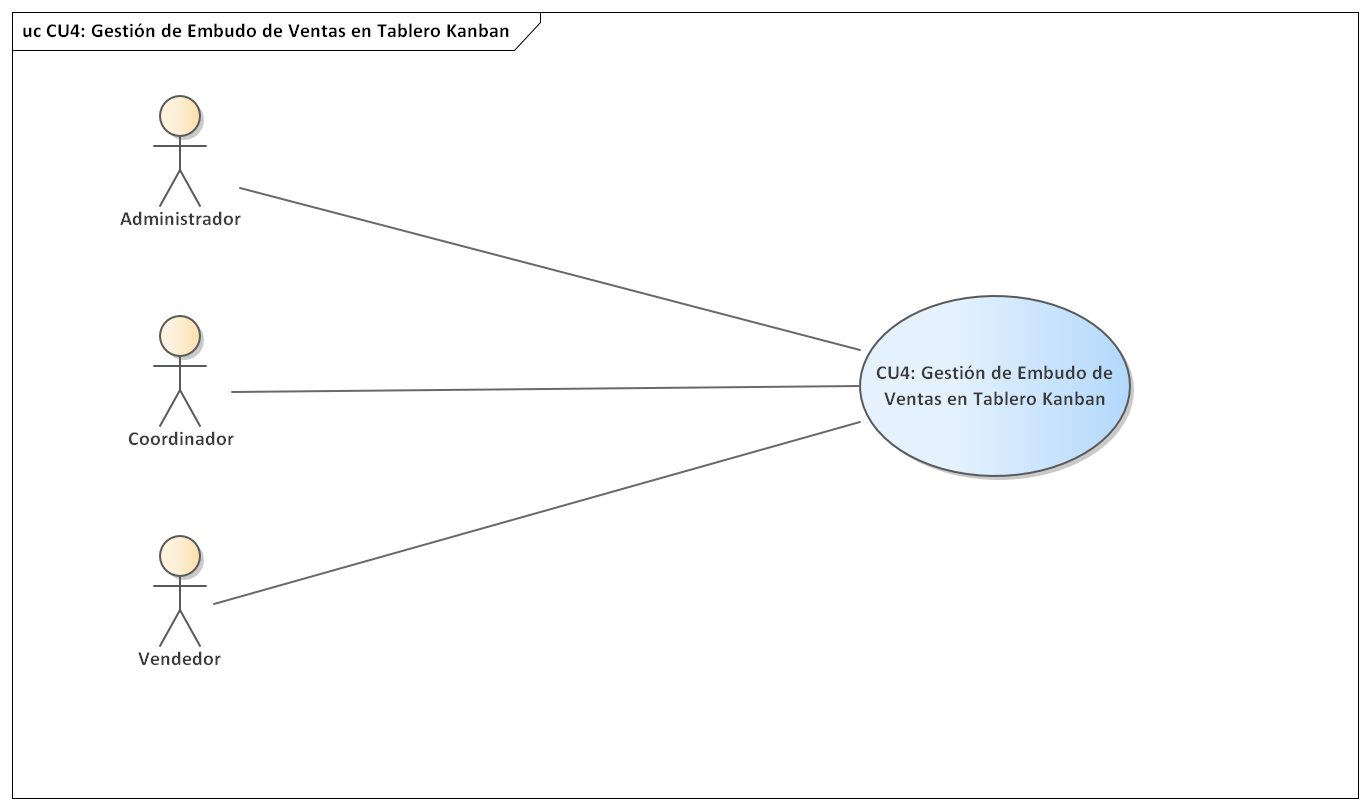 uc CU4: Gestión de Embudo de Ventas en Tablero Kanban
Administrador
Coordinador
CU4: Gestión de Embudo de
Ventas en Tablero Kanban
Vendedor